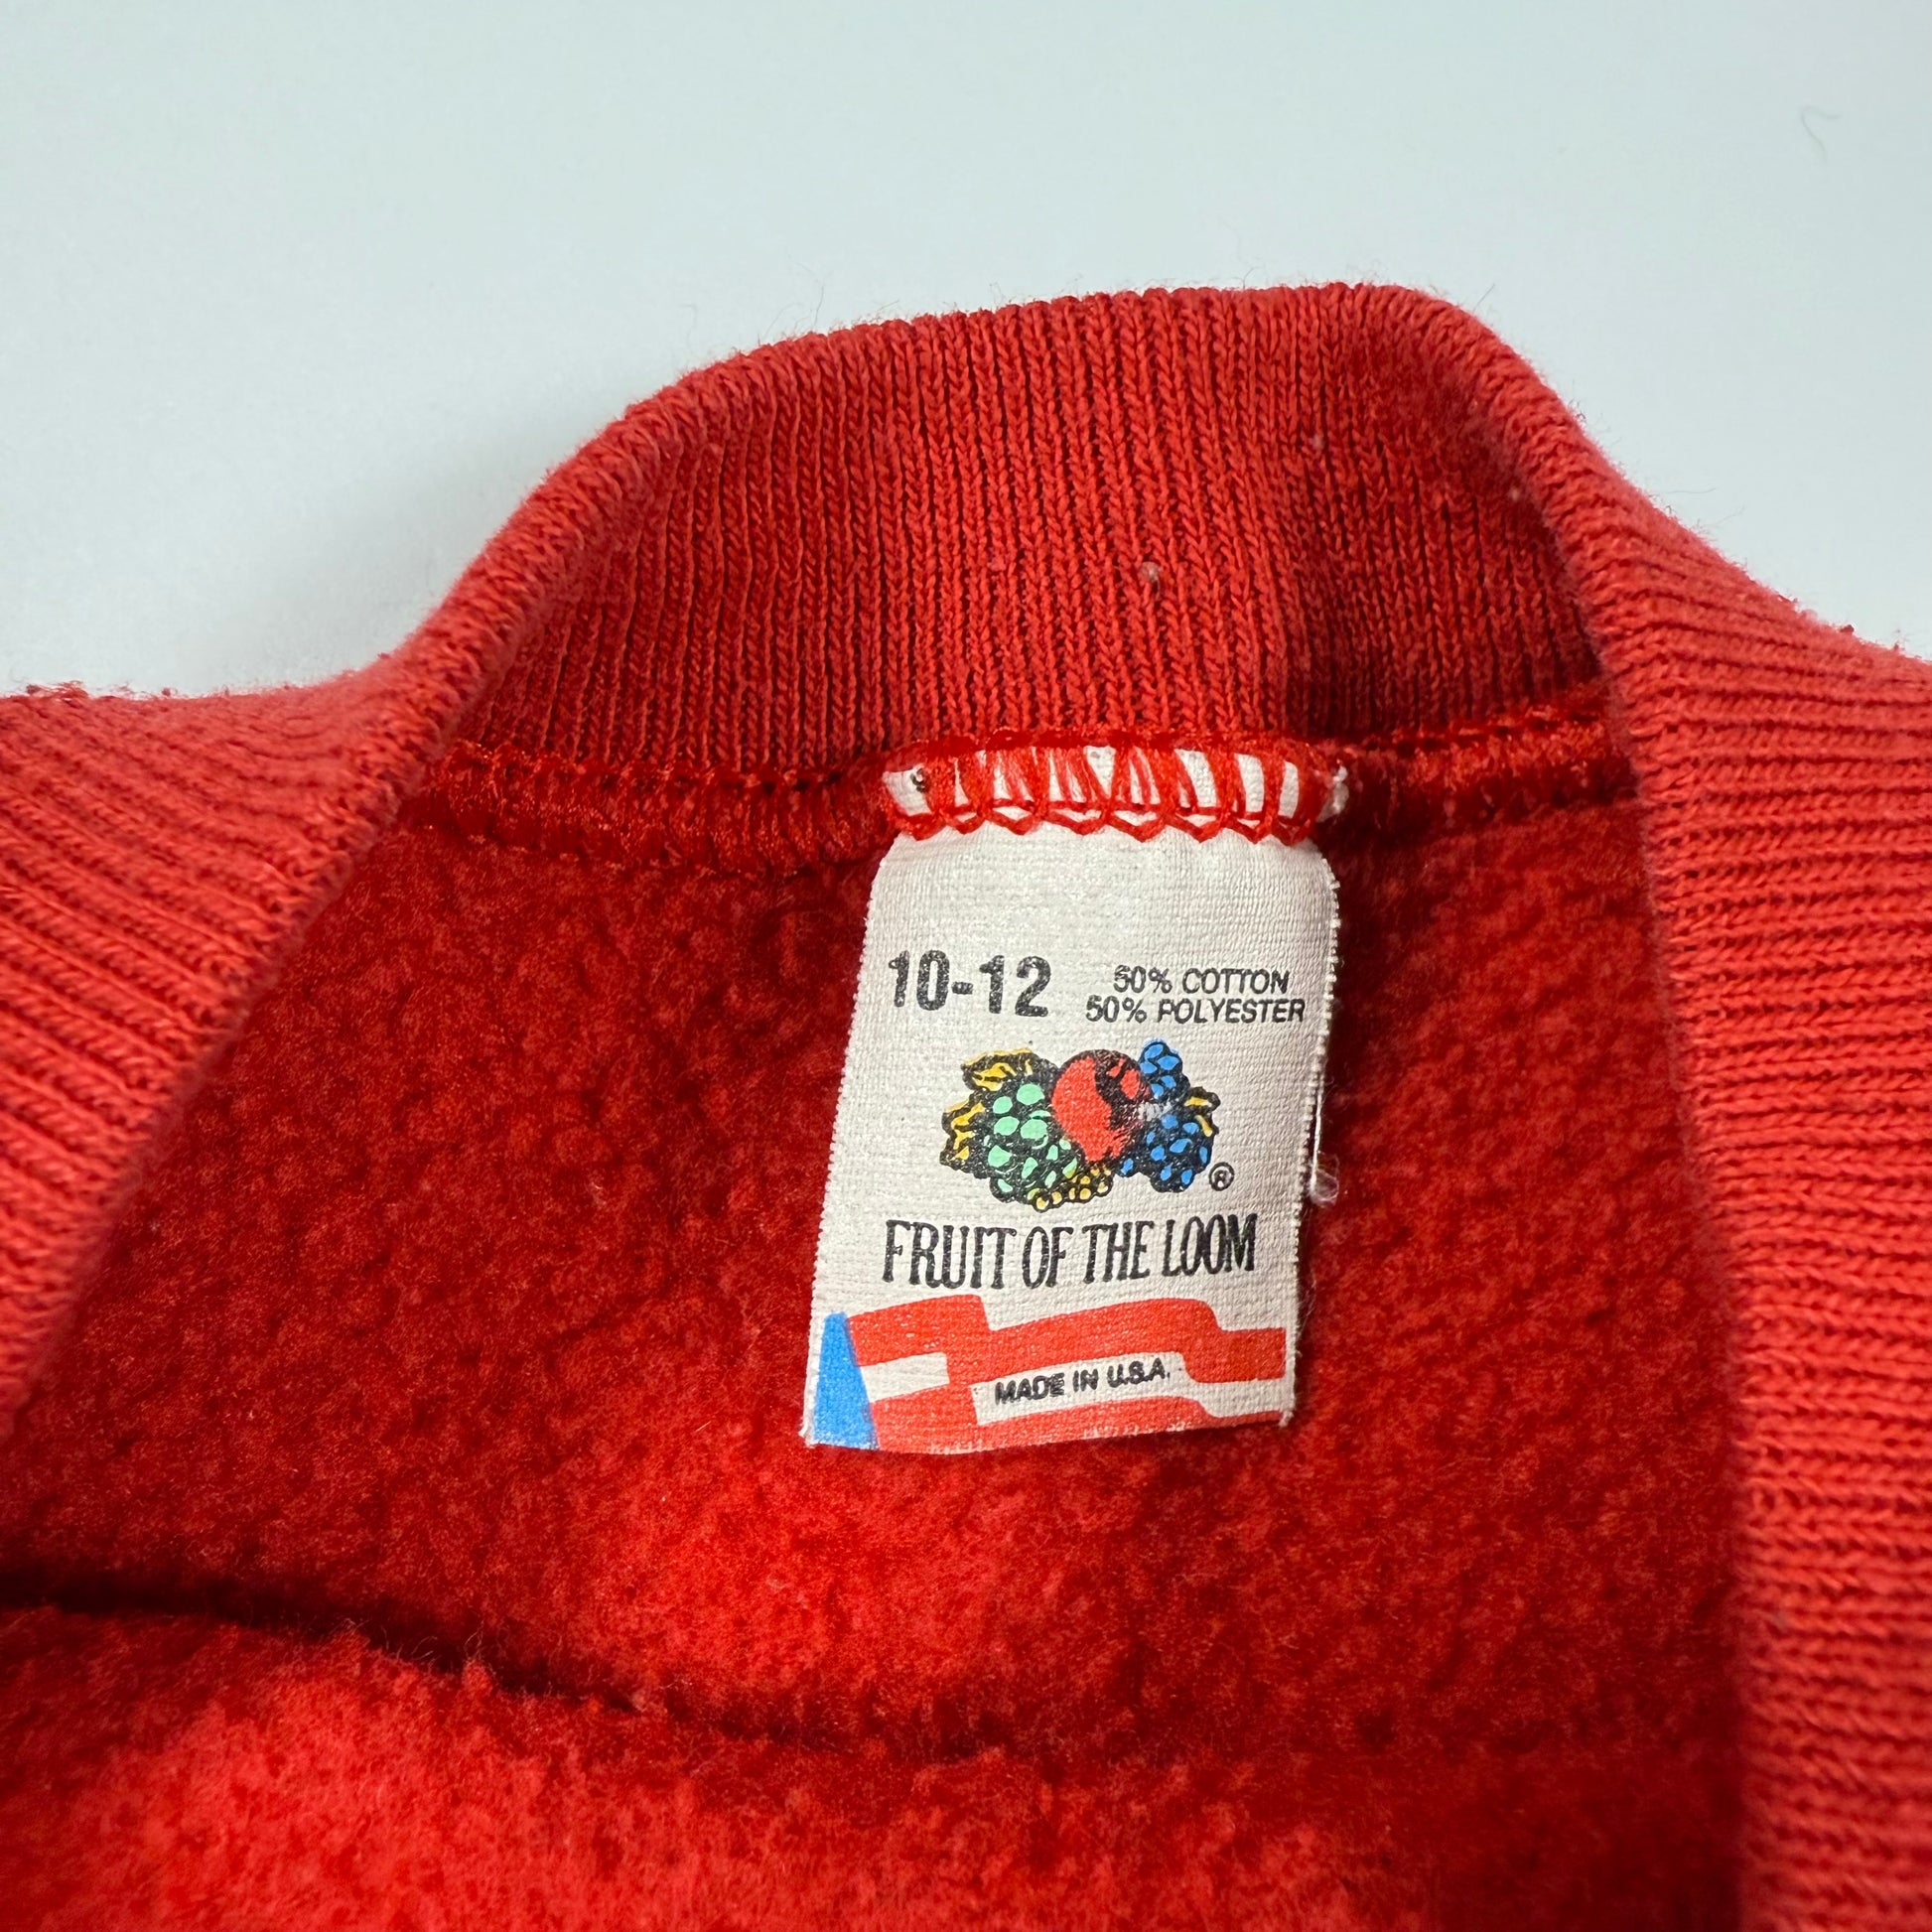 10-12
50% COTTON
50% POLYESTER
®
FRUIT OF THE LOOM
MADE IN U.S.A.